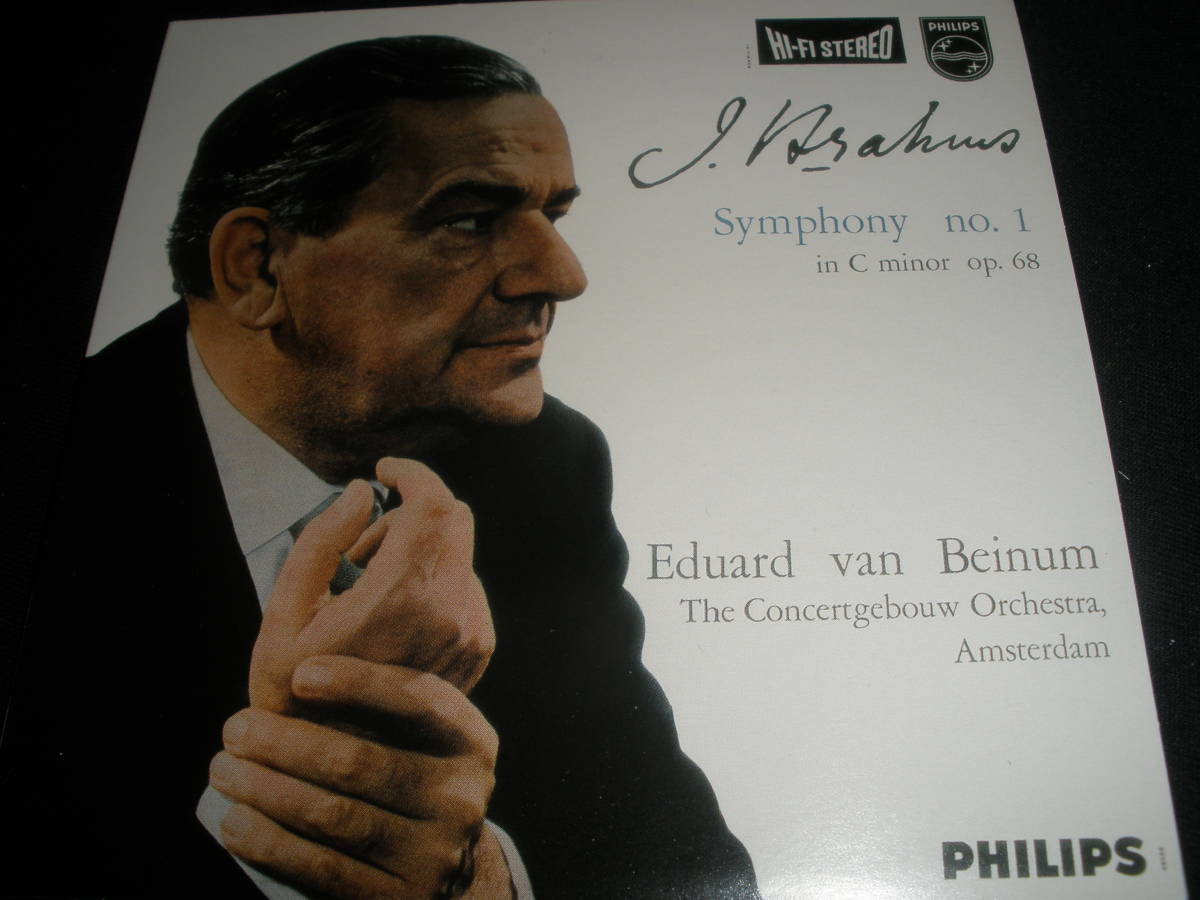 HI-FI STEREO
PHILIPS
J. Brahms
Symphony no. 1
in C minor op. 68
Eduard van Beinum
The Concertgebouw Orchestra,
Amsterdam
PHILIPS